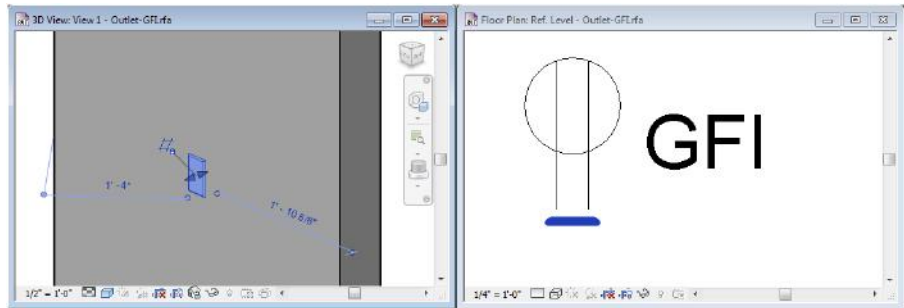 3D View: View 1 - Outlet-GFI.rfa
1' - 4"
1' - 10 5/8"
1/2" = 1'-0"
Floor Plan: Ref. Level - Outlet-GFI.rfa
GFI
1/4" = 1'-0"